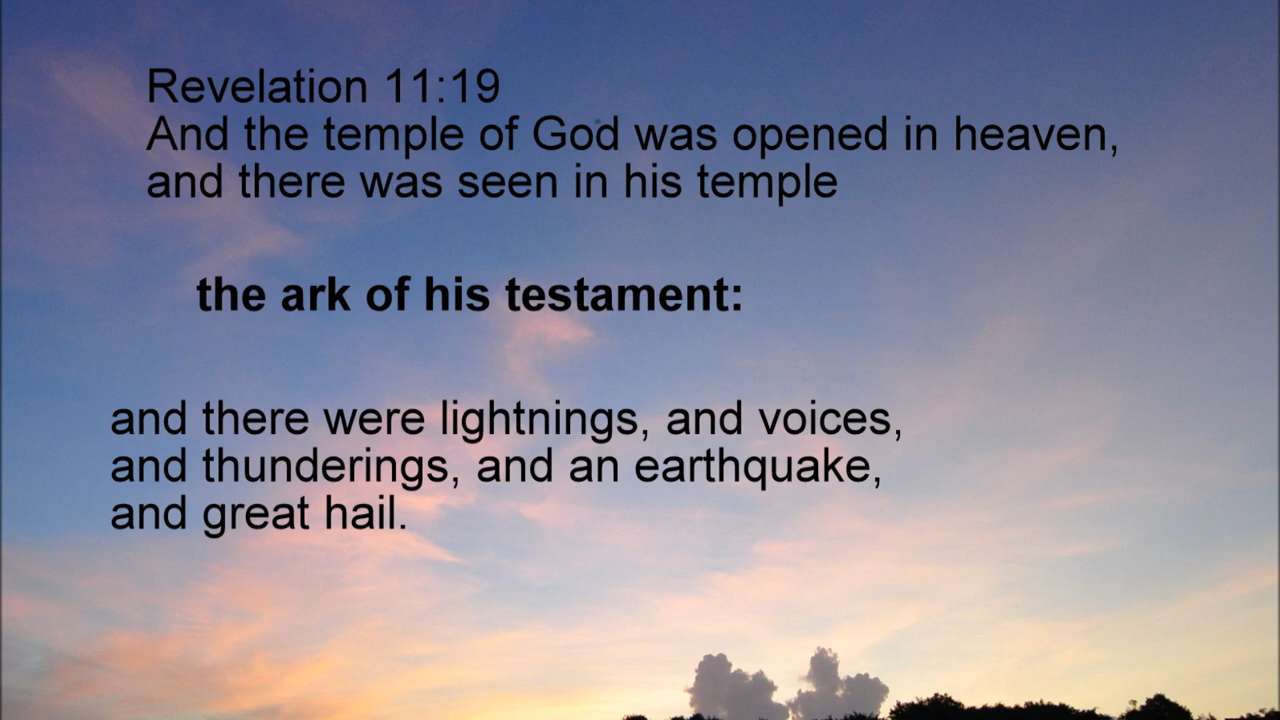 Revelation 11:19
And the temple of God was opened in heaven,
and there was seen in his temple
the ark of his testament:
and there were lightnings, and voices,
and thunderings, and an earthquake,
and great hail.